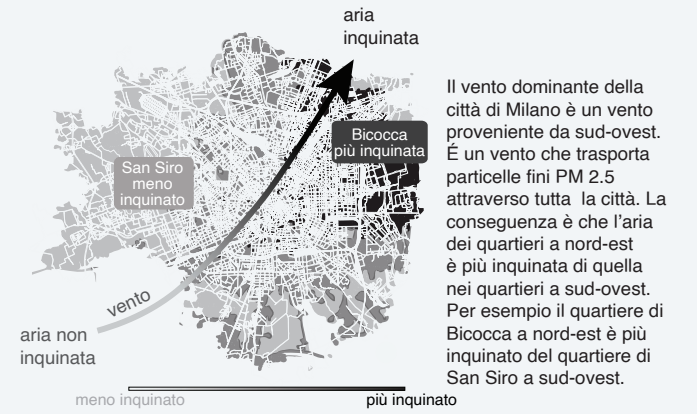 aria
inquinata
Il vento dominante della
città di Milano è un vento
proveniente da sud-ovest.
É un vento che trasporta
particelle fini PM 2.5
attraverso tutta la città. La
conseguenza è che l'aria
dei quartieri a nord-est
è più inquinata di quella
nei quartieri a sud-ovest.
Per esempio il quartiere di
Bicocca a nord-est è più
inquinato del quartiere di
San Siro a sud-ovest.
Bicocca
più inquinata
San Siro
meno
inquinato
vento
aria non
inquinata
meno inquinato
più inquinato